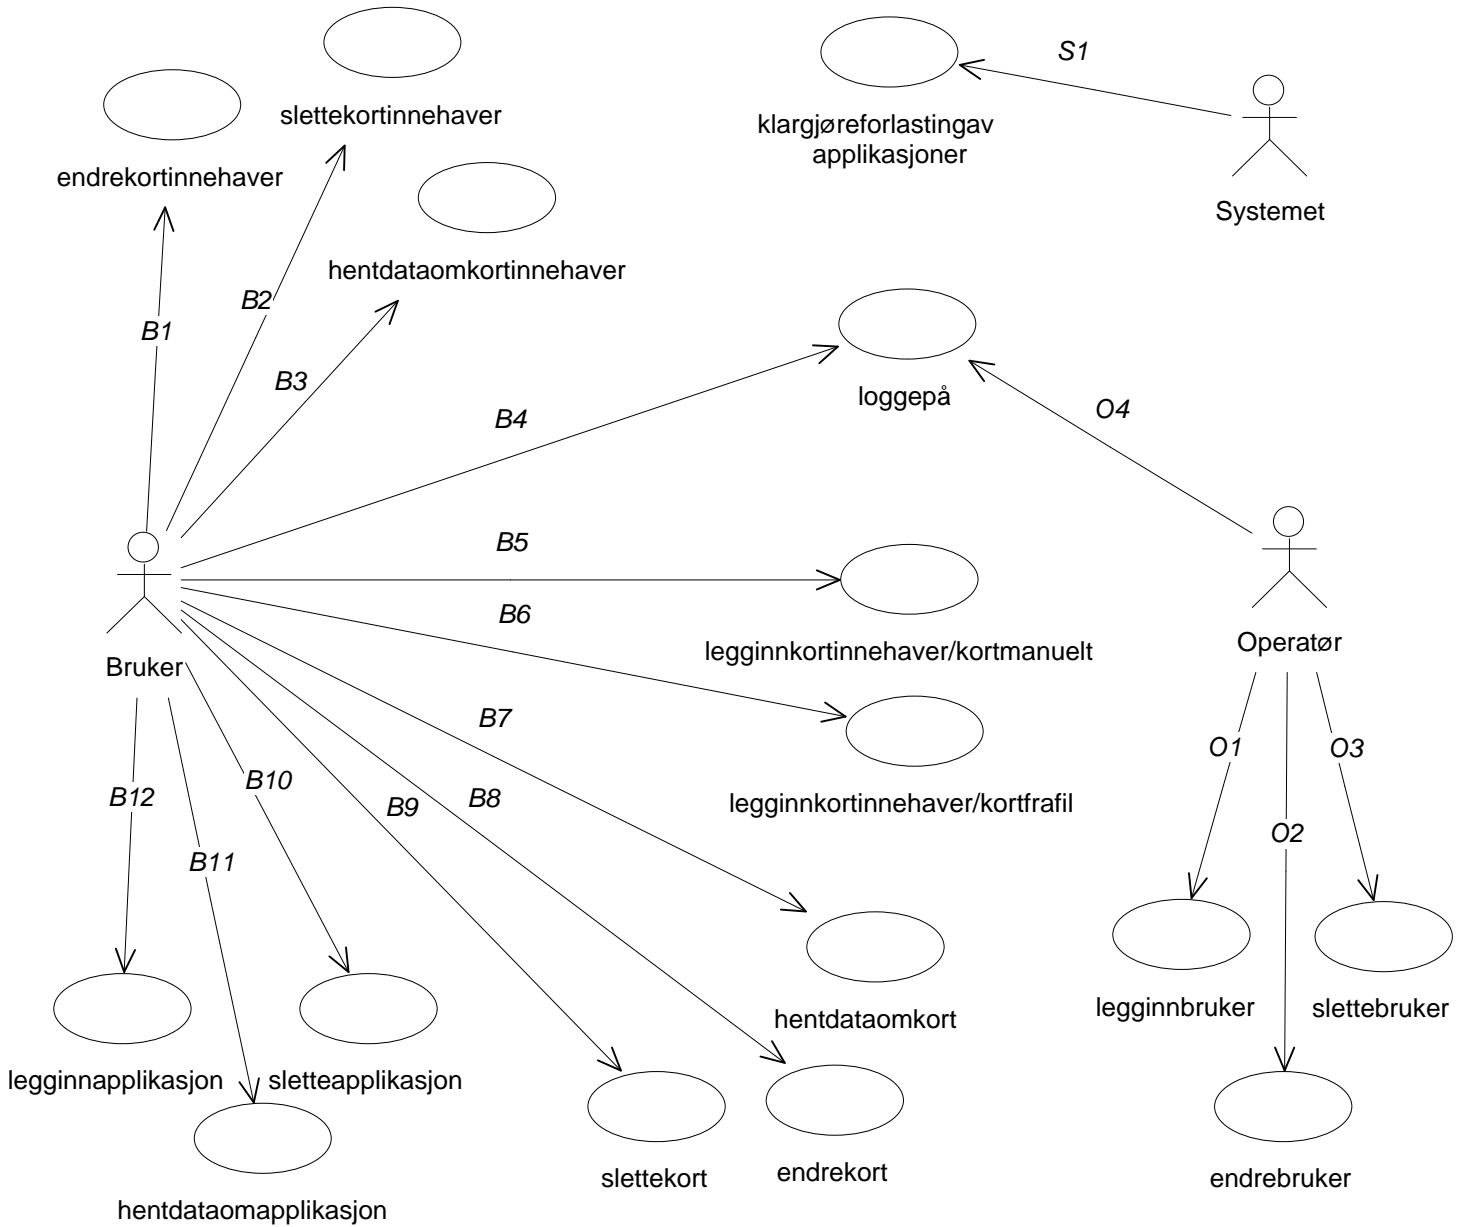 slettekortinnehaver
S1
klargjøreforlastingav
applikasjoner
endrekortinnehaver
Systemet
hentdataomkortinnehaver
B2
B1
B3
loggepå
B4
O4
B5
B6
legginnkortinnehaver/kortmanuelt
Operatør
Bruker
B7
O1
O3
B10
B12
B8
B9
legginnkortinnehaver/kortfrafil
O2
B11
legginnbruker
slettebruker
hentdataomkort
legginnapplikasjon
sletteapplikasjon
slettekort
endrekort
endrebruker
hentdataomapplikasjon